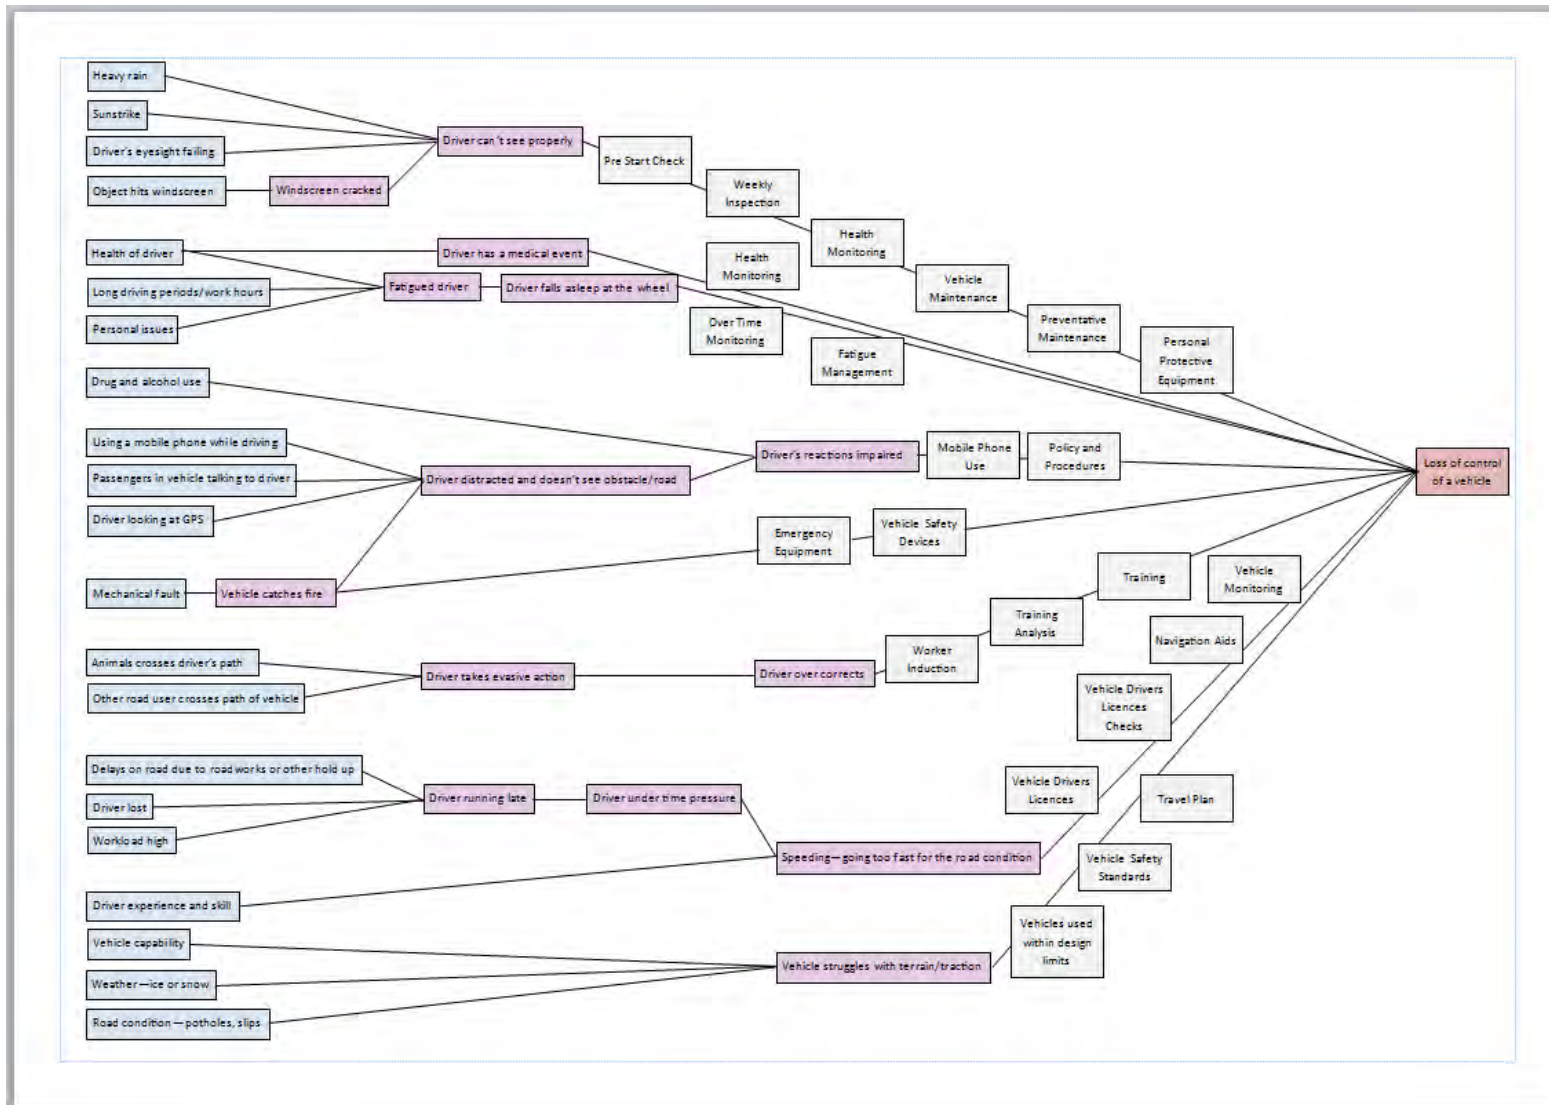 Heavy rain
Sunstrike
Driver's eyesight failing
Object hits windscreen
Windscreen cracked
Driver can't see properly
Pre Start Check
Weekly
Inspection
Health
Monitoring
Vehicle
Maintenance
Preventative
Maintenance
Personal
Protective
Equipment
Health of driver
Long driving periods/work hours
Personal issues
Driver has a medical event
Fatigued driver
Driver falls asleep at the wheel
Health
Monitoring
Over Time
Monitoring
Fatigue
Management
Drug and alcohol use
Using a mobile phone while driving
Passengers in vehicle talking to driver
Driver looking at GPS
Driver distracted and doesn't see obstacle/road
Driver's reactions impaired
Mobile Phone
Use
Policy and
Procedures
Loss of control
of a vehicle
Mechanical fault
Vehicle catches fire
Emergency
Equipment
Vehicle Safety
Devices
Animals crosses driver's path
Other road user crosses path of vehicle
Driver takes evasive action
Driver over corrects
Worker
Induction
Training
Analysis
Training
Vehicle
Monitoring
Navigation Aids
Vehicle Drivers
Licences
Checks
Vehicle Drivers
Licences
Delays on road due to road works or other hold up
Driver lost
Workload high
Driver running late
Driver under time pressure
Speeding—going too fast for the road condition
Driver experience and skill
Travel Plan
Vehicle Safety
Standards
Vehicles used
within design
limits
Vehicle capability
Weather—ice or snow
Road condition—potholes, slips
Vehicle struggles with terrain/traction